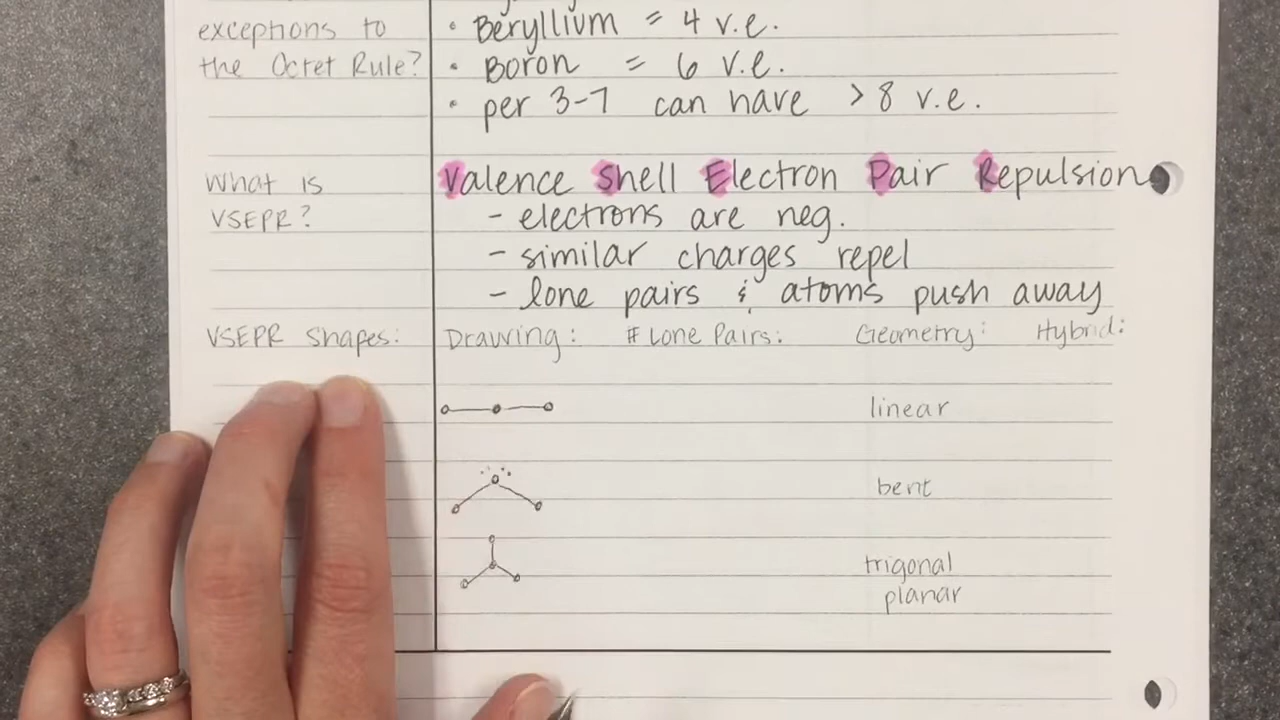 exceptions to
the Octet Rule?
• Beryllium = 4 v.e.
• Boron = 6 v.e.
• per 3-7 can have > 8 v.e.
What is
VSEPR?
Valence Shell Electron Pair Repulsion
- electrons are neg.
- similar charges repel
- lone pairs & atoms push away
VSEPR Shapes:
Drawing: # Lone Pairs: Geometry: Hybrid:
linear
bent
trigonal
planar